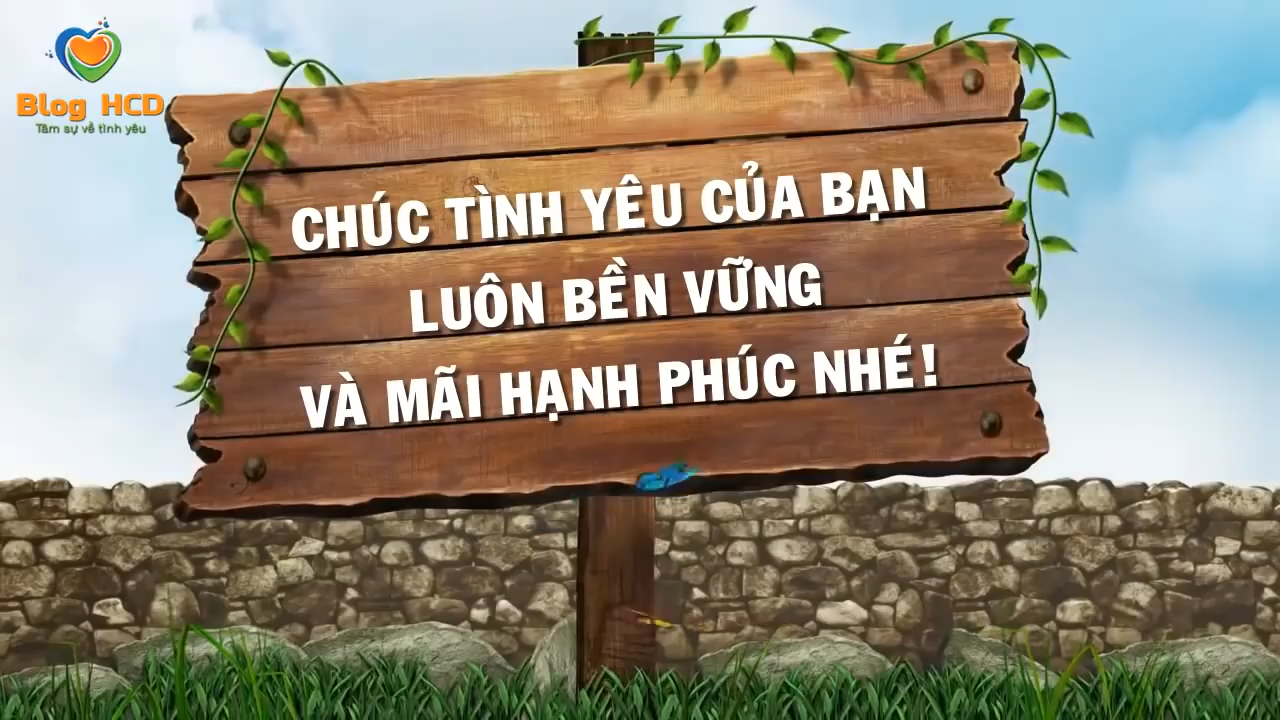 Blog HCD
Tâm sự về tình yêu
CHÚC TÌNH YÊU CỦA BẠN
LUÔN BỀN VỮNG
VÀ MÃI HẠNH PHÚC NHÉ!